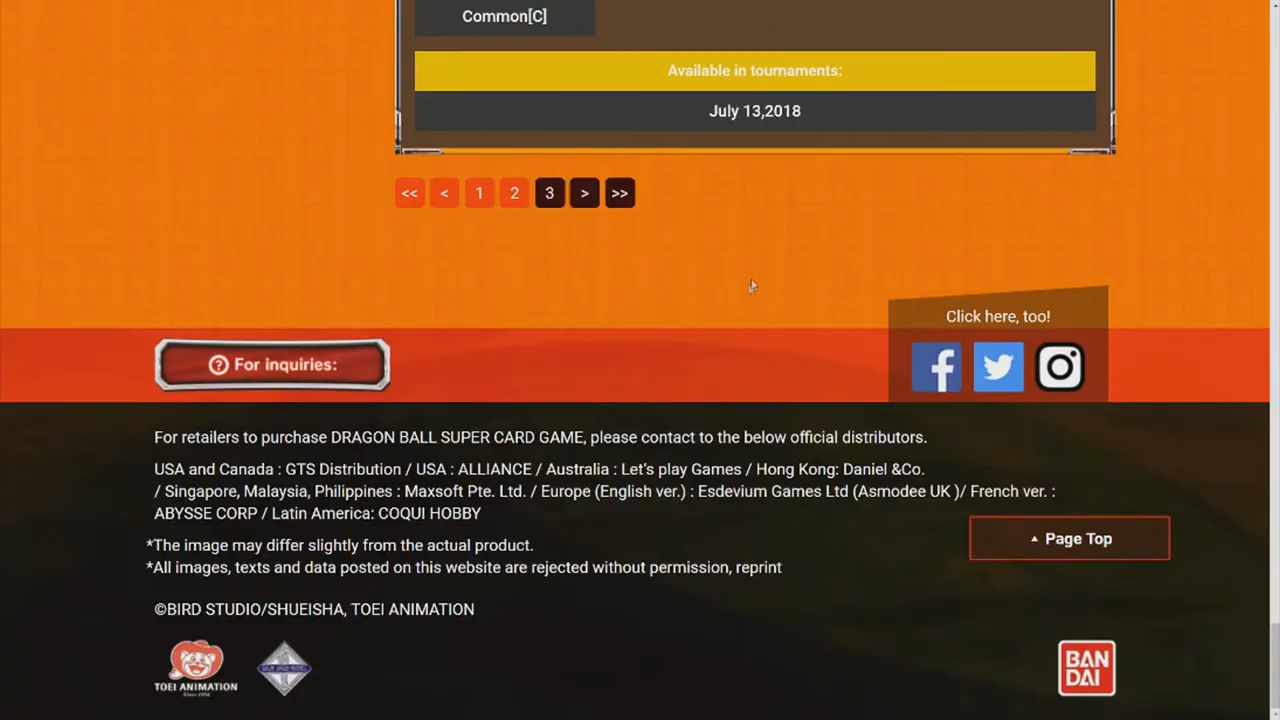 Common[C]
Available in tournaments:
July 13,2018
<< < 1 2 3 > >>
Click here, too!
For inquiries:
For retailers to purchase DRAGON BALL SUPER CARD GAME, please contact to the below official distributors.
USA and Canada : GTS Distribution / USA : ALLIANCE / Australia : Let's play Games / Hong Kong: Daniel &Co.
/ Singapore, Malaysia, Philippines : Maxsoft Pte. Ltd. / Europe (English ver.) : Esdevium Games Ltd (Asmodee UK )/ French ver. :
ABYSSE CORP / Latin America: COQUI HOBBY
Page Top
*The image may differ slightly from the actual product.
*All images, texts and data posted on this website are rejected without permission, reprint
©BIRD STUDIO/SHUEISHA, TOEI ANIMATION
TOEI ANIMATION
BAN
DAI